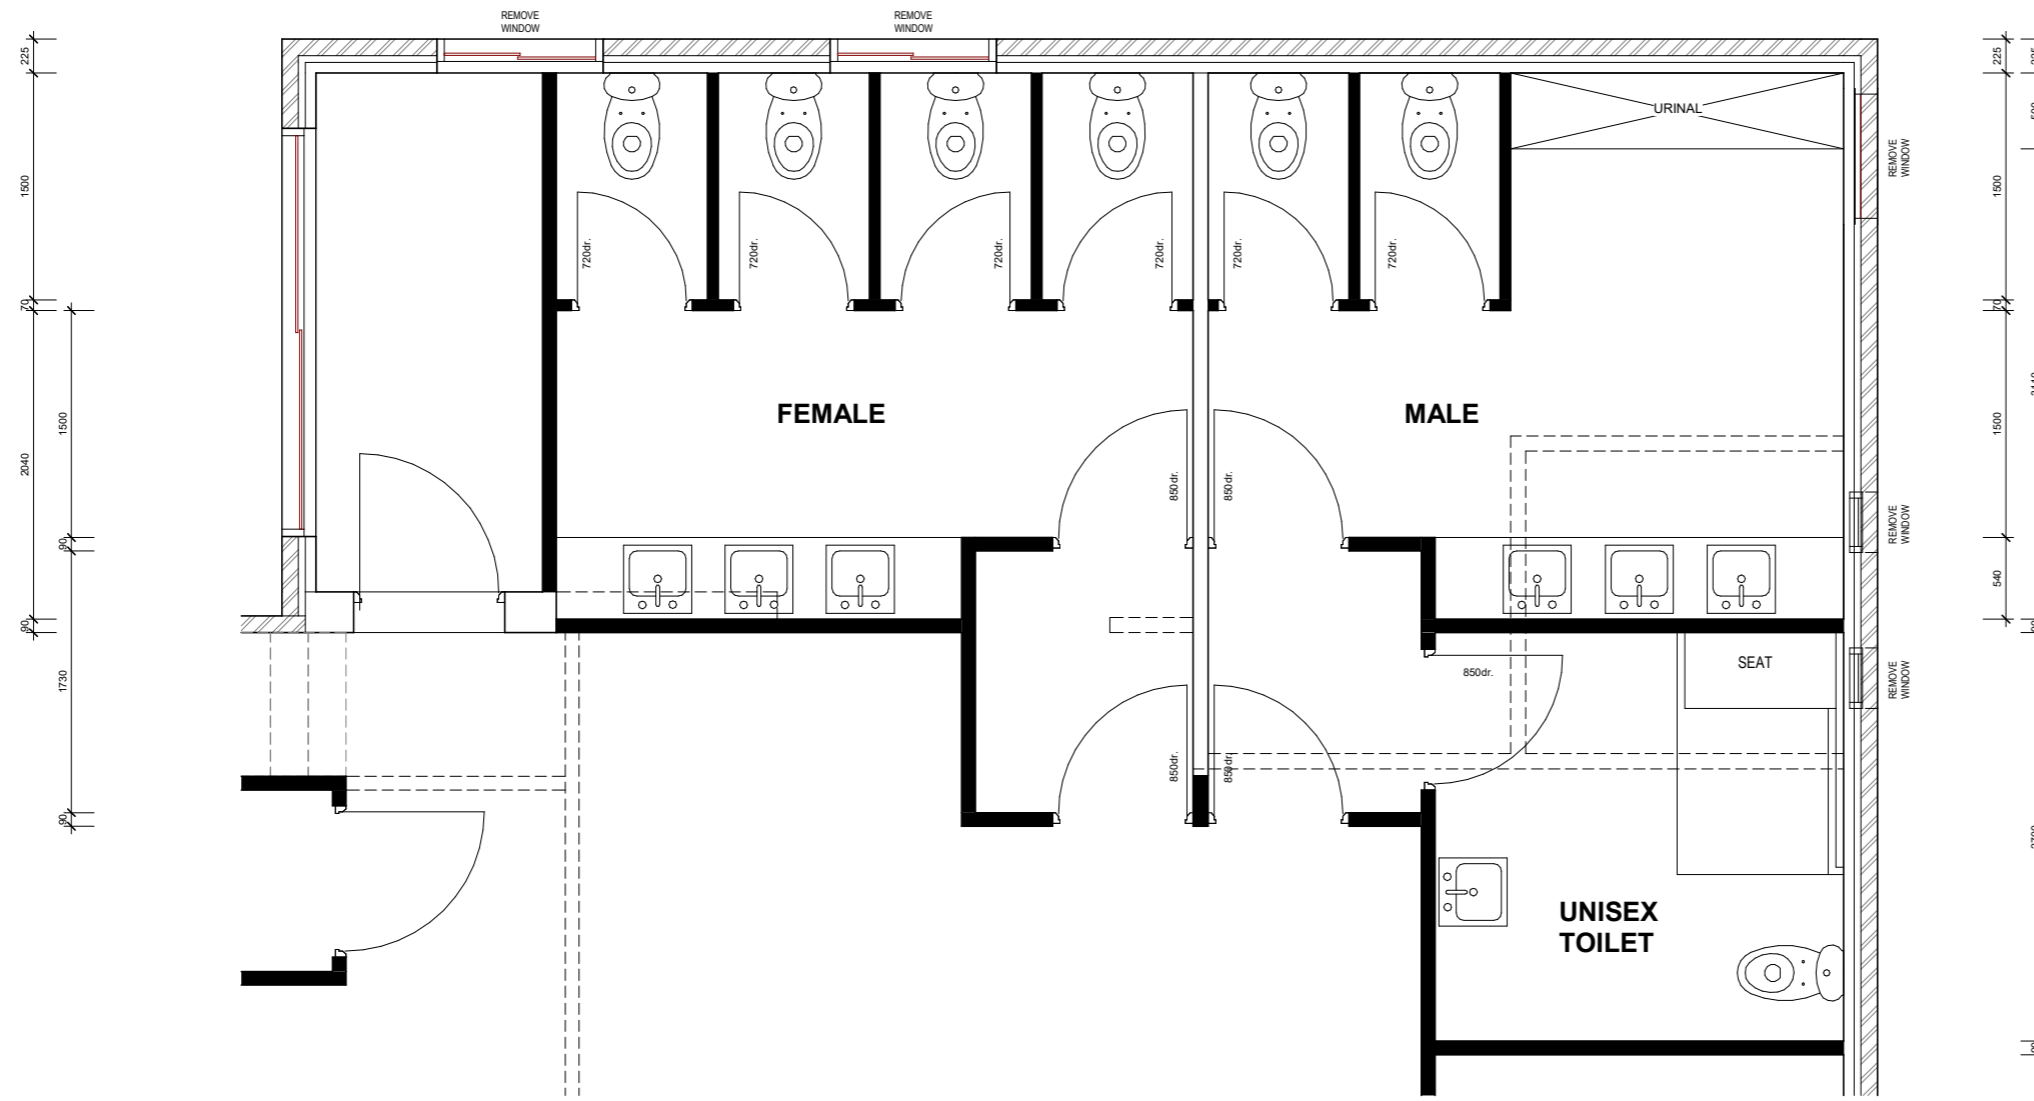 REMOVE
WINDOW
REMOVE
WINDOW
225
225
1500
1500
URINAL
REMOVE
WINDOW
720dr.
720dr.
720dr.
720dr.
720dr.
720dr.
70
70
FEMALE
MALE
1500
2040
1500
850dr.
850dr.
REMOVE
WINDOW
90
540
90
SEAT
850dr.
REMOVE
WINDOW
1730
850dr.
850dr.
90
UNISEX
TOILET